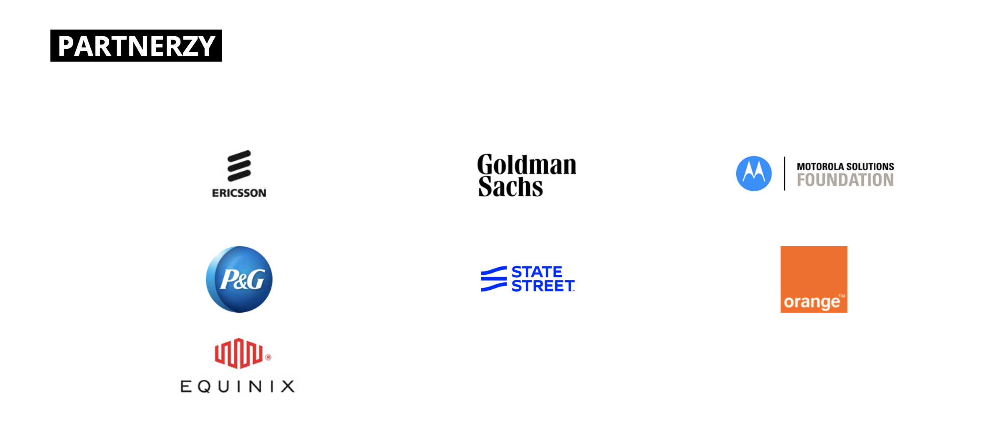 PARTNERZY
ERICSSON
Goldman
Sachs
MOTOROLA SOLUTIONS
FOUNDATION
P&G
STATE
STREET
orange™
EQUINIX®